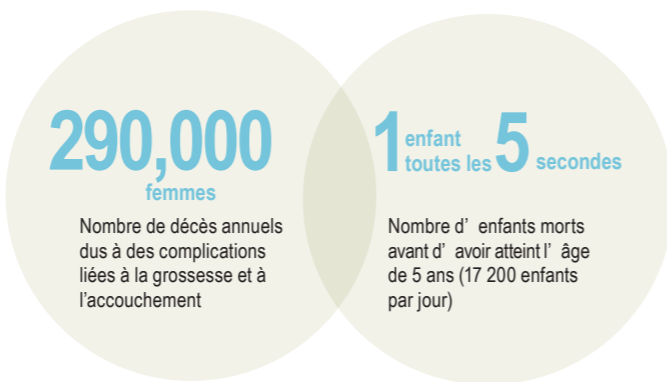 290,000
femmes
Nombre de décès annuels
dus à des complications
liées à la grossesse et à
l'accouchement
1 enfant
toutes les 5 secondes
Nombre d' enfants morts
avant d' avoir atteint l' âge
de 5 ans (17 200 enfants
par jour)